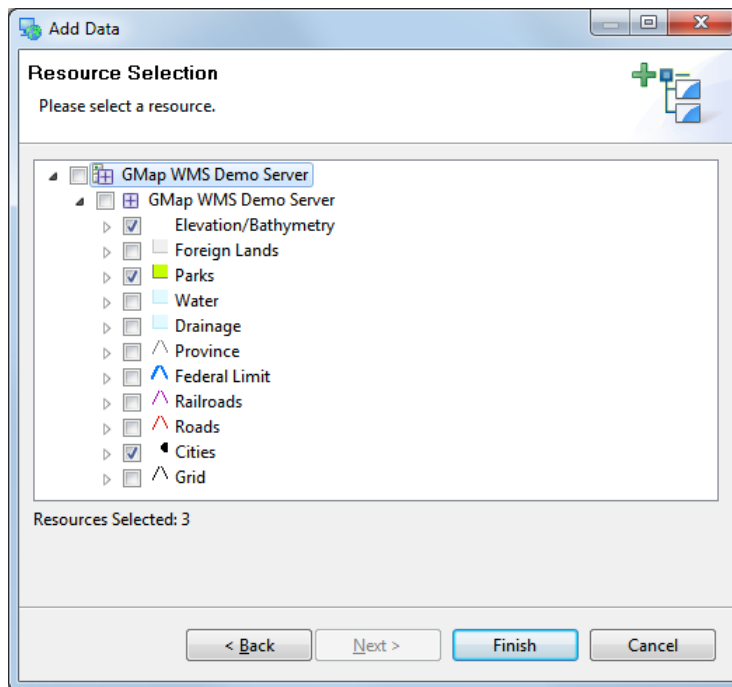 Add Data
Resource Selection
Please select a resource.
GMap WMS Demo Server
GMap WMS Demo Server
Elevation/Bathymetry
Foreign Lands
Parks
Water
Drainage
Province
Federal Limit
Railroads
Roads
Cities
Grid
Resources Selected: 3
< Back Next > Finish Cancel